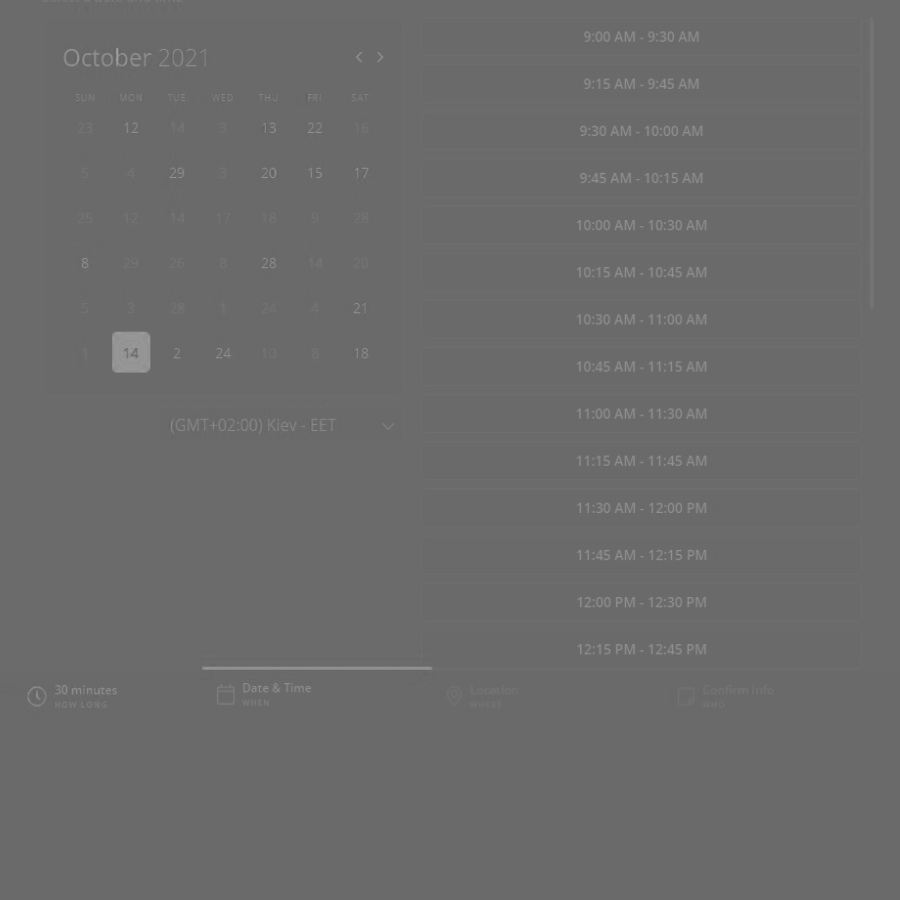 October 2021
SUN MON TUE WED THU FRI SAT
23 12 14 3 13 22 16
5 4 29 3 20 15 17
25 12 14 17 18 9 28
8 29 26 8 28 14 20
5 3 28 1 24 4 21
1 14 2 24 10 8 18
(GMT+02:00) Kiev - EET
9:00 AM - 9:30 AM
9:15 AM - 9:45 AM
9:30 AM - 10:00 AM
9:45 AM - 10:15 AM
10:00 AM - 10:30 AM
10:15 AM - 10:45 AM
10:30 AM - 11:00 AM
10:45 AM - 11:15 AM
11:00 AM - 11:30 AM
11:15 AM - 11:45 AM
11:30 AM - 12:00 PM
11:45 AM - 12:15 PM
12:00 PM - 12:30 PM
12:15 PM - 12:45 PM
30 minutes
HOW LONG
Date & Time
WHEN
Location
WHERE
Confirm Info
WHO